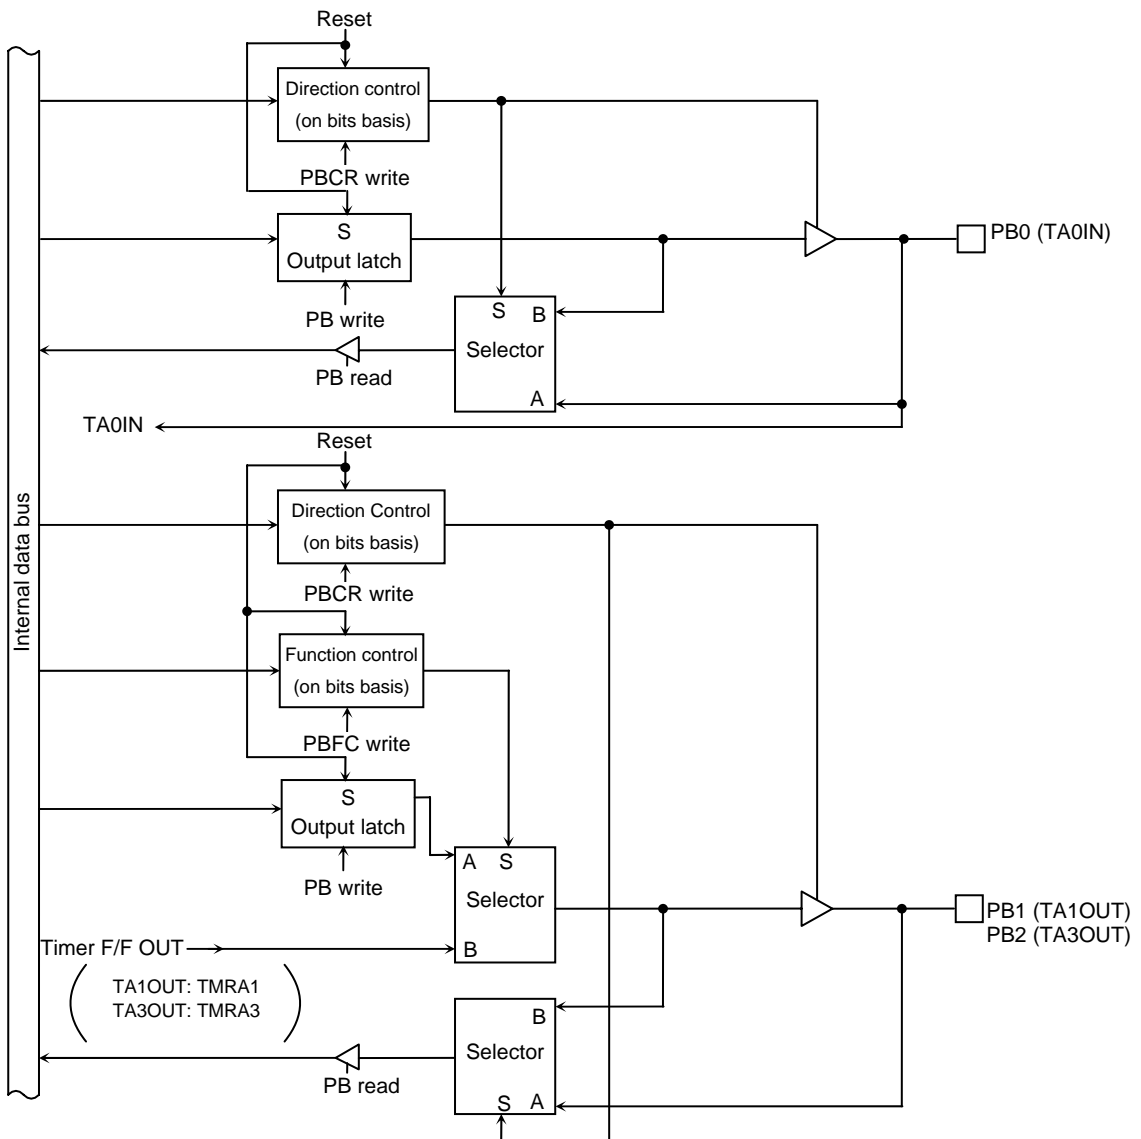 Reset
Direction control
(on bits basis)
PBCR write
S
Output latch
PB write
S
B
Selector
A
PB read
PB0 (TA0IN)
TA0IN
Internal data bus
Reset
Direction Control
(on bits basis)
PBCR write
Function control
(on bits basis)
PBFC write
S
Output latch
PB write
A S
Selector
B
Timer F/F OUT
TA1OUT: TMRA1
TA3OUT: TMRA3
PB1 (TA1OUT)
PB2 (TA3OUT)
B
Selector
S A
PB read